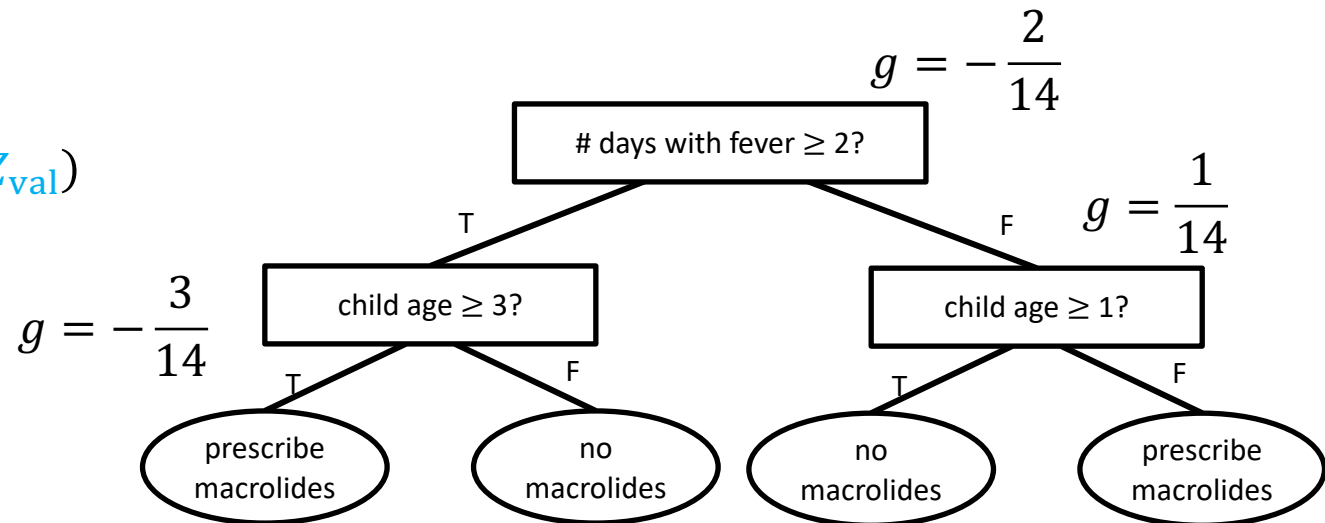 g = − 2/14
# days with fever ≥ 2?
val)
T
F
g = 1/14
child age ≥ 3?
child age ≥ 1?
g = − 3/14
T
F
T
F
prescribe
macrolides
no
macrolides
no
macrolides
prescribe
macrolides